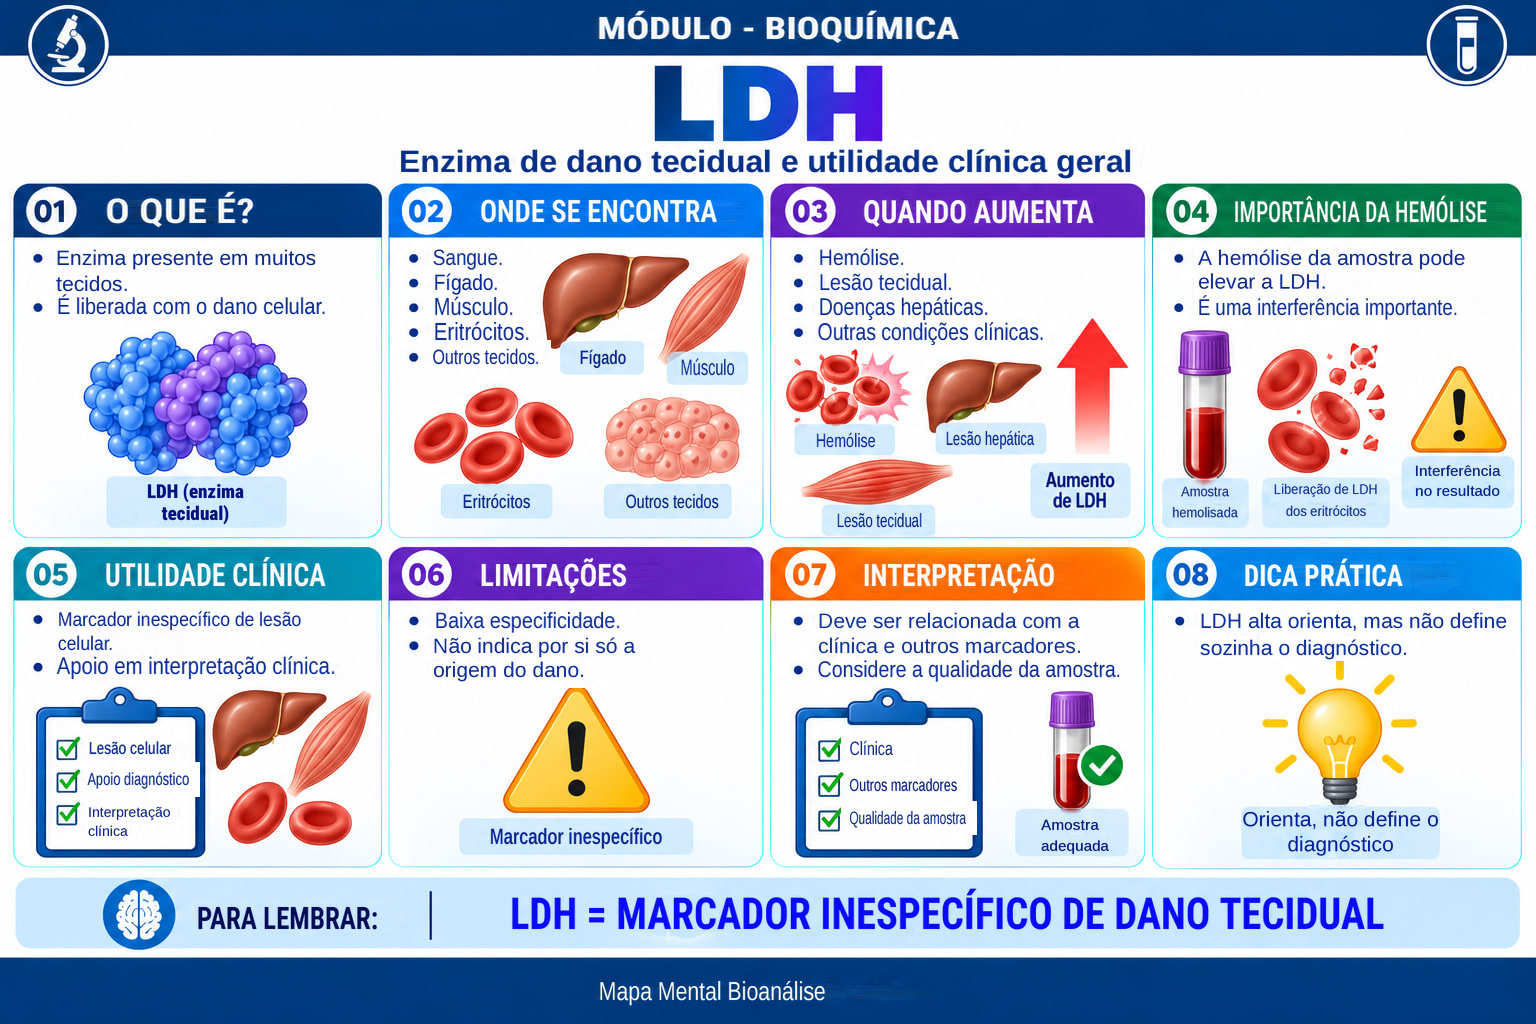 MÓDULO - BIOQUÍMICA
LDH
Enzima de dano tecidual e utilidade clínica geral
01 O QUE É?
• Enzima presente em muitos
tecidos.
• É liberada com o dano celular.
LDH (enzima
tecidual)
02 ONDE SE ENCONTRA
• Sangue.
• Fígado.
• Músculo.
• Eritrócitos.
• Outros tecidos.
Fígado
Músculo
Eritrócitos
Outros tecidos
03 QUANDO AUMENTA
• Hemólise.
• Lesão tecidual.
• Doenças hepáticas.
• Outras condições clínicas.
Hemólise
Lesão hepática
Lesão tecidual
Aumento
de LDH
04 IMPORTÂNCIA DA HEMÓLISE
• A hemólise da amostra pode
elevar a LDH.
• É uma interferência importante.
Amostra
hemolisada
Liberação de LDH
dos eritrócitos
Interferência
no resultado
05 UTILIDADE CLÍNICA
• Marcador inespecífico de lesão
celular.
• Apoio em interpretação clínica.
Lesão celular
Apoio diagnóstico
Interpretação
clínica
06 LIMITAÇÕES
• Baixa especificidade.
• Não indica por si só a
origem do dano.
Marcador inespecífico
07 INTERPRETAÇÃO
• Deve ser relacionada com a
clínica e outros marcadores.
• Considere a qualidade da amostra.
Clínica
Outros marcadores
Qualidade da amostra
Amostra
adequada
08 DICA PRÁTICA
• LDH alta orienta, mas não define
sozinha o diagnóstico.
Orienta, não define o
diagnóstico
PARA LEMBRAR:
LDH = MARCADOR INESPECÍFICO DE DANO TECIDUAL
Mapa Mental Bioanálise